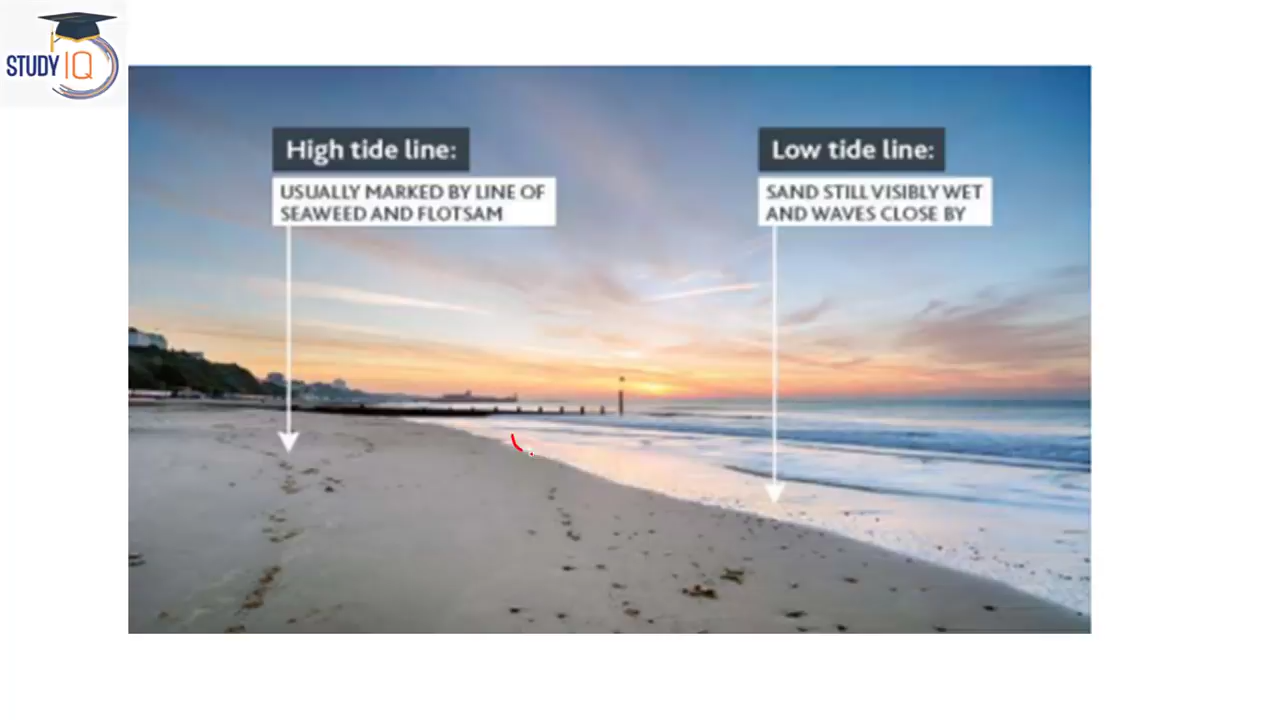 STUDY IQ
High tide line:
USUALLY MARKED BY LINE OF
SEAWEED AND FLOTSAM
Low tide line:
SAND STILL VISIBLY WET
AND WAVES CLOSE BY